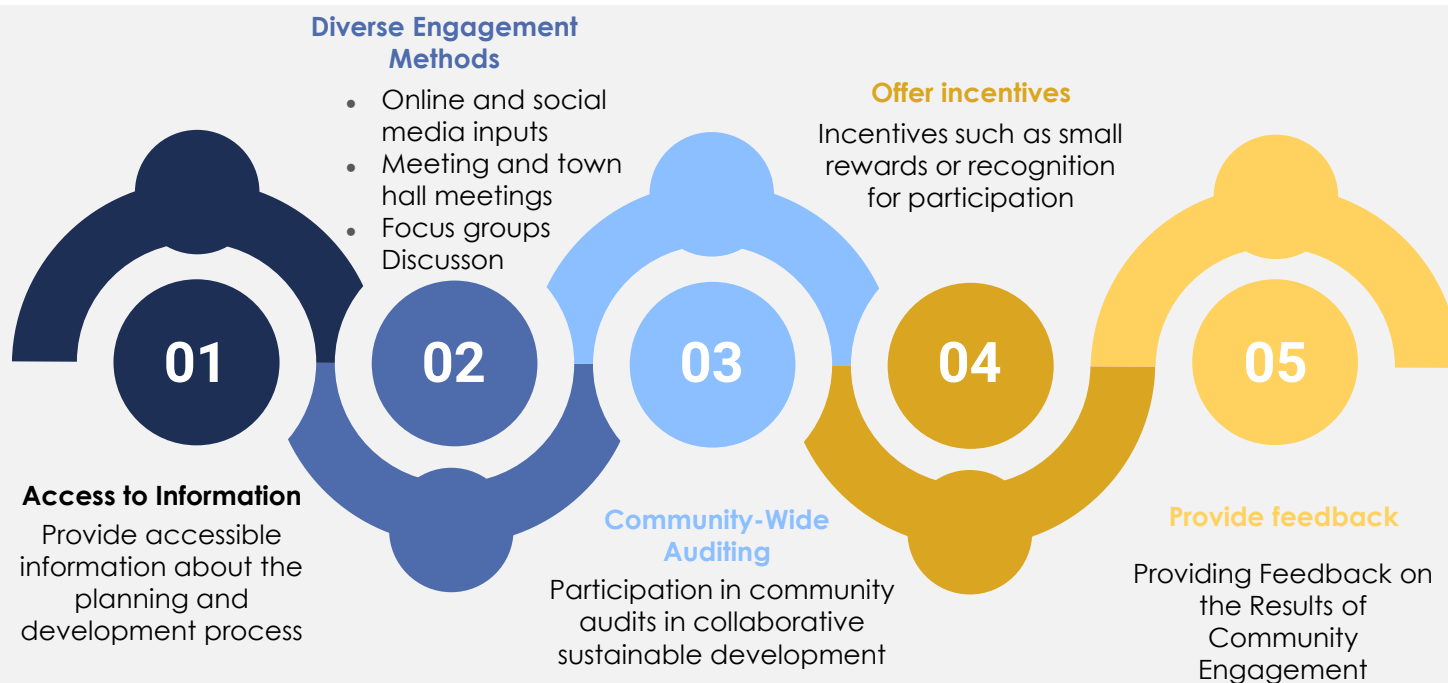 01
Access to Information
Provide accessible
information about the
planning and
development process
Diverse Engagement
Methods
• Online and social
media inputs
• Meeting and town
hall meetings
• Focus groups
Discusson
02
03
Community-Wide
Auditing
Participation in community
audits in collaborative
sustainable development
Offer incentives
Incentives such as small
rewards or recognition
for participation
04
05
Provide feedback
Providing Feedback on
the Results of
Community
Engagement